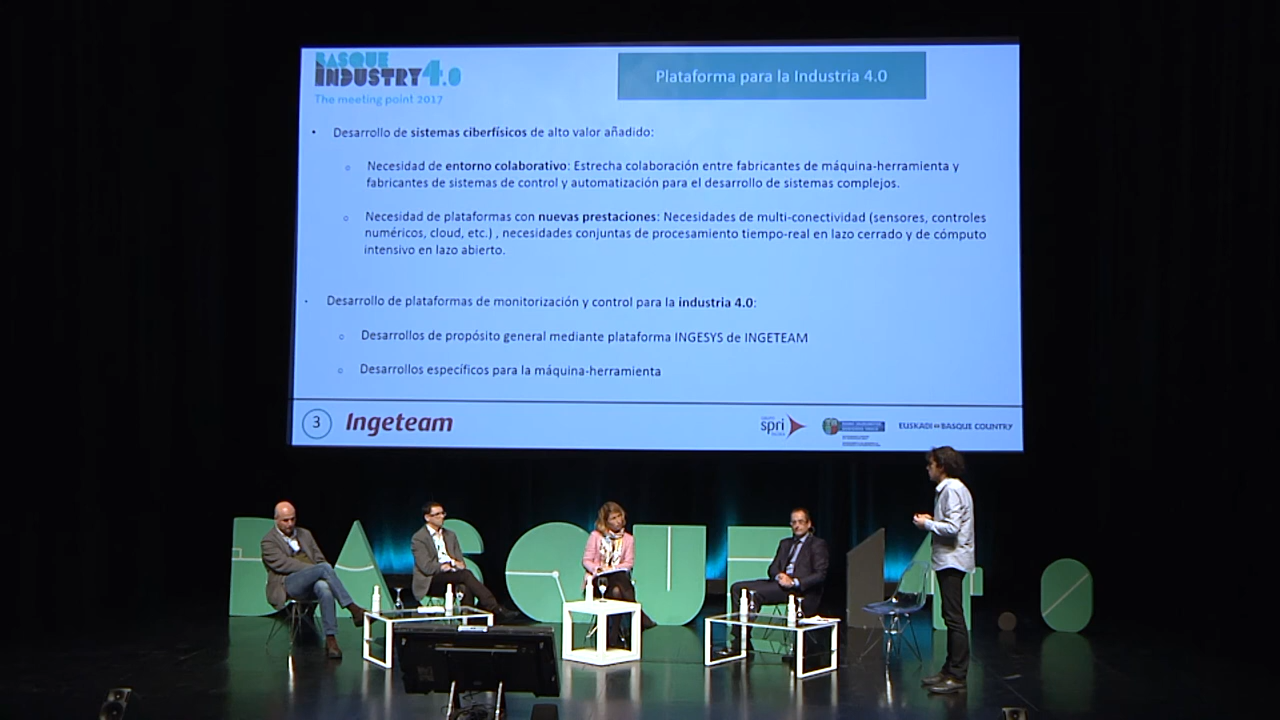 BASQUE
INDUSTRY 4.0
The meeting point 2017
Plataforma para la Industria 4.0
• Desarrollo de sistemas ciberfísicos de alto valor añadido:
o Necesidad de entorno colaborativo: Estrecha colaboración entre fabricantes de máquina-herramienta y
fabricantes de sistemas de control y automatización para el desarrollo de sistemas complejos.
o Necesidad de plataformas con nuevas prestaciones: Necesidades de multi-conectividad (sensores, controles
numéricos, cloud, etc.) , necesidades conjuntas de procesamiento tiempo-real en lazo cerrado y de cómputo
intensivo en lazo abierto.
• Desarrollo de plataformas de monitorización y control para la industria 4.0:
o Desarrollos de propósito general mediante plataforma INGESYS de INGETEAM
o Desarrollos específicos para la máquina-herramienta
3
Ingeteam
spri
EUSKADI BASQUE COUNTRY
BASQUE 4.0